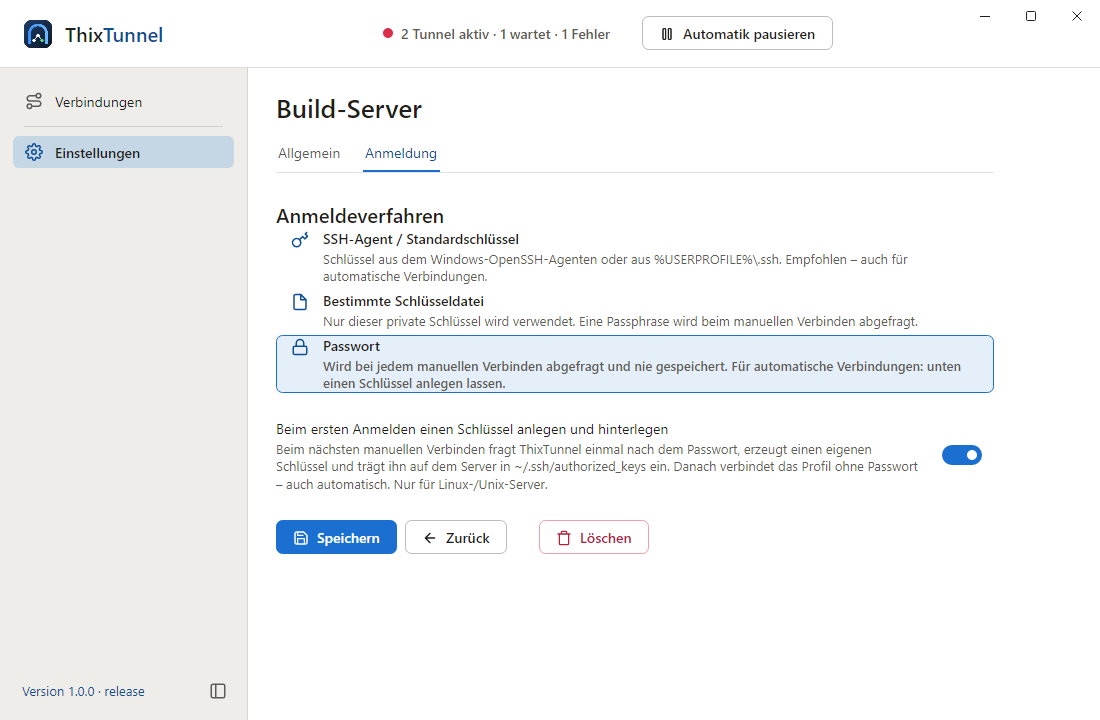 ThixTunnel
2 Tunnel aktiv · 1 wartet · 1 Fehler
Automatik pausieren
Verbindungen
Einstellungen
Build-Server
Allgemein
Anmeldung
Anmeldeverfahren
SSH-Agent / Standardschlüssel
Schlüssel aus dem Windows-OpenSSH-Agenten oder aus %USERPROFILE%\.ssh. Empfohlen – auch für
automatische Verbindungen.
Bestimmte Schlüsseldatei
Nur dieser private Schlüssel wird verwendet. Eine Passphrase wird beim manuellen Verbinden abgefragt.
Passwort
Wird bei jedem manuellen Verbinden abgefragt und nie gespeichert. Für automatische Verbindungen: unten
einen Schlüssel anlegen lassen.
Beim ersten Anmelden einen Schlüssel anlegen und hinterlegen
Beim nächsten manuellen Verbinden fragt ThixTunnel einmal nach dem Passwort, erzeugt einen eigenen
Schlüssel und trägt ihn auf dem Server in ~/.ssh/authorized_keys ein. Danach verbindet das Profil ohne Passwort
– auch automatisch. Nur für Linux-/Unix-Server.
Speichern
Zurück
Löschen
Version 1.0.0 · release